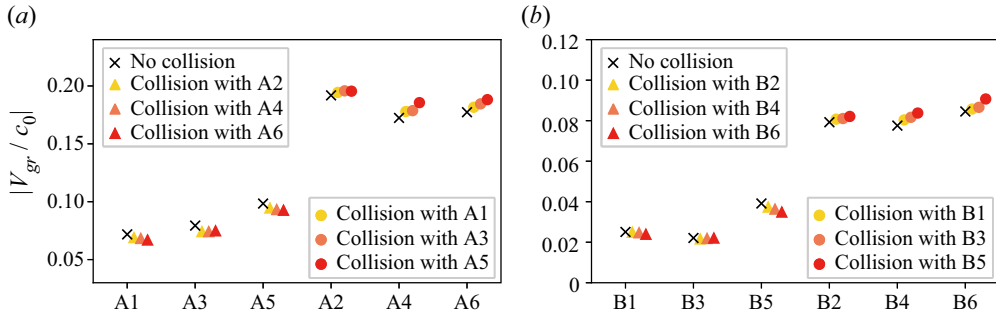 (a)
|V_gr / c_0|
0.20
0.15
0.10
0.05
No collision
Collision with A2
Collision with A4
Collision with A6
Collision with A1
Collision with A3
Collision with A5
A1 A3 A5 A2 A4 A6
(b)
0.12
0.10
0.08
0.06
0.04
0.02
0
No collision
Collision with B2
Collision with B4
Collision with B6
Collision with B1
Collision with B3
Collision with B5
B1 B3 B5 B2 B4 B6